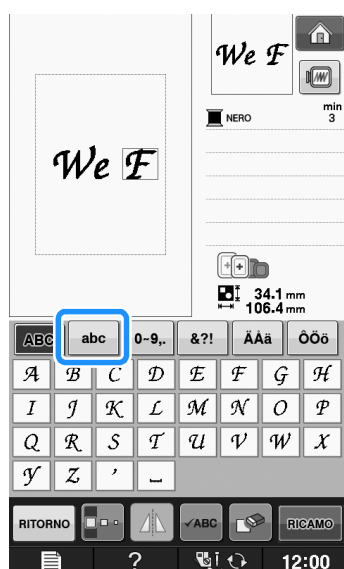 We F
min
NERO 3
We F
34.1 mm
106.4 mm
ABC abc 0~9,. &?! ÄÅä ÔÖö
A B C D E F G H
I J K L M N O P
Q R S T U V W X
Y Z ' _
RITORNO ABC RICAMO
? 12:00